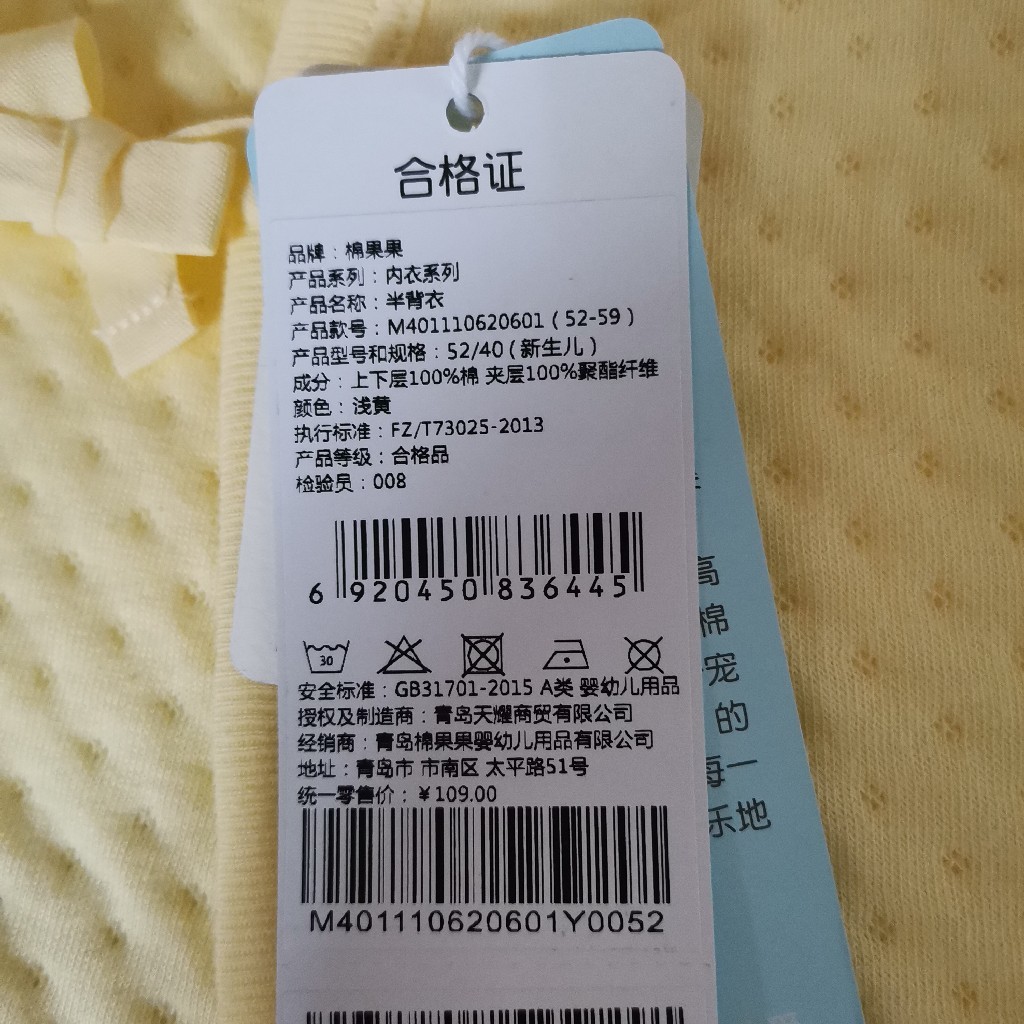 合格证
品牌：棉果果
产品系列：内衣系列
产品名称：半背衣
产品款号：M401110620601（52-59）
产品型号和规格：52/40（新生儿）
成分：上下层100%棉 夹层100%聚酯纤维
颜色：浅黄
执行标准：FZ/T73025-2013
产品等级：合格品
检验员：008
6 920450 836445
30
安全标准：GB31701-2015 A类 婴幼儿用品
授权及制造商：青岛天耀商贸有限公司
经销商：青岛棉果果婴幼儿用品有限公司
地址：青岛市 市南区 太平路51号
统一零售价：￥109.00
M401110620601Y0052
高
棉
宠
的
每一
乐地